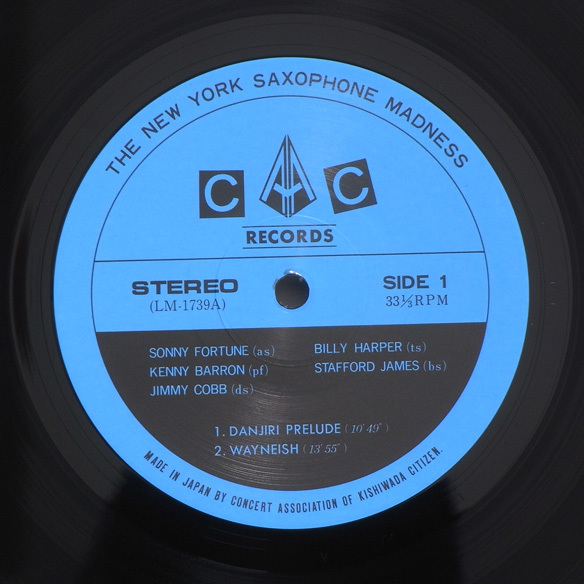 THE NEW YORK SAXOPHONE MADNESS
C A C
RECORDS
STEREO
(LM-1739A)
SIDE 1
33⅓RPM
SONNY FORTUNE (as)
BILLY HARPER (ts)
KENNY BARRON (pf)
STAFFORD JAMES (bs)
JIMMY COBB (ds)
1. DANJIRI PRELUDE (10'49")
2. WAYNEISH (13'55")
MADE IN JAPAN BY CONCERT ASSOCIATION OF KISHIWADA CITIZEN.